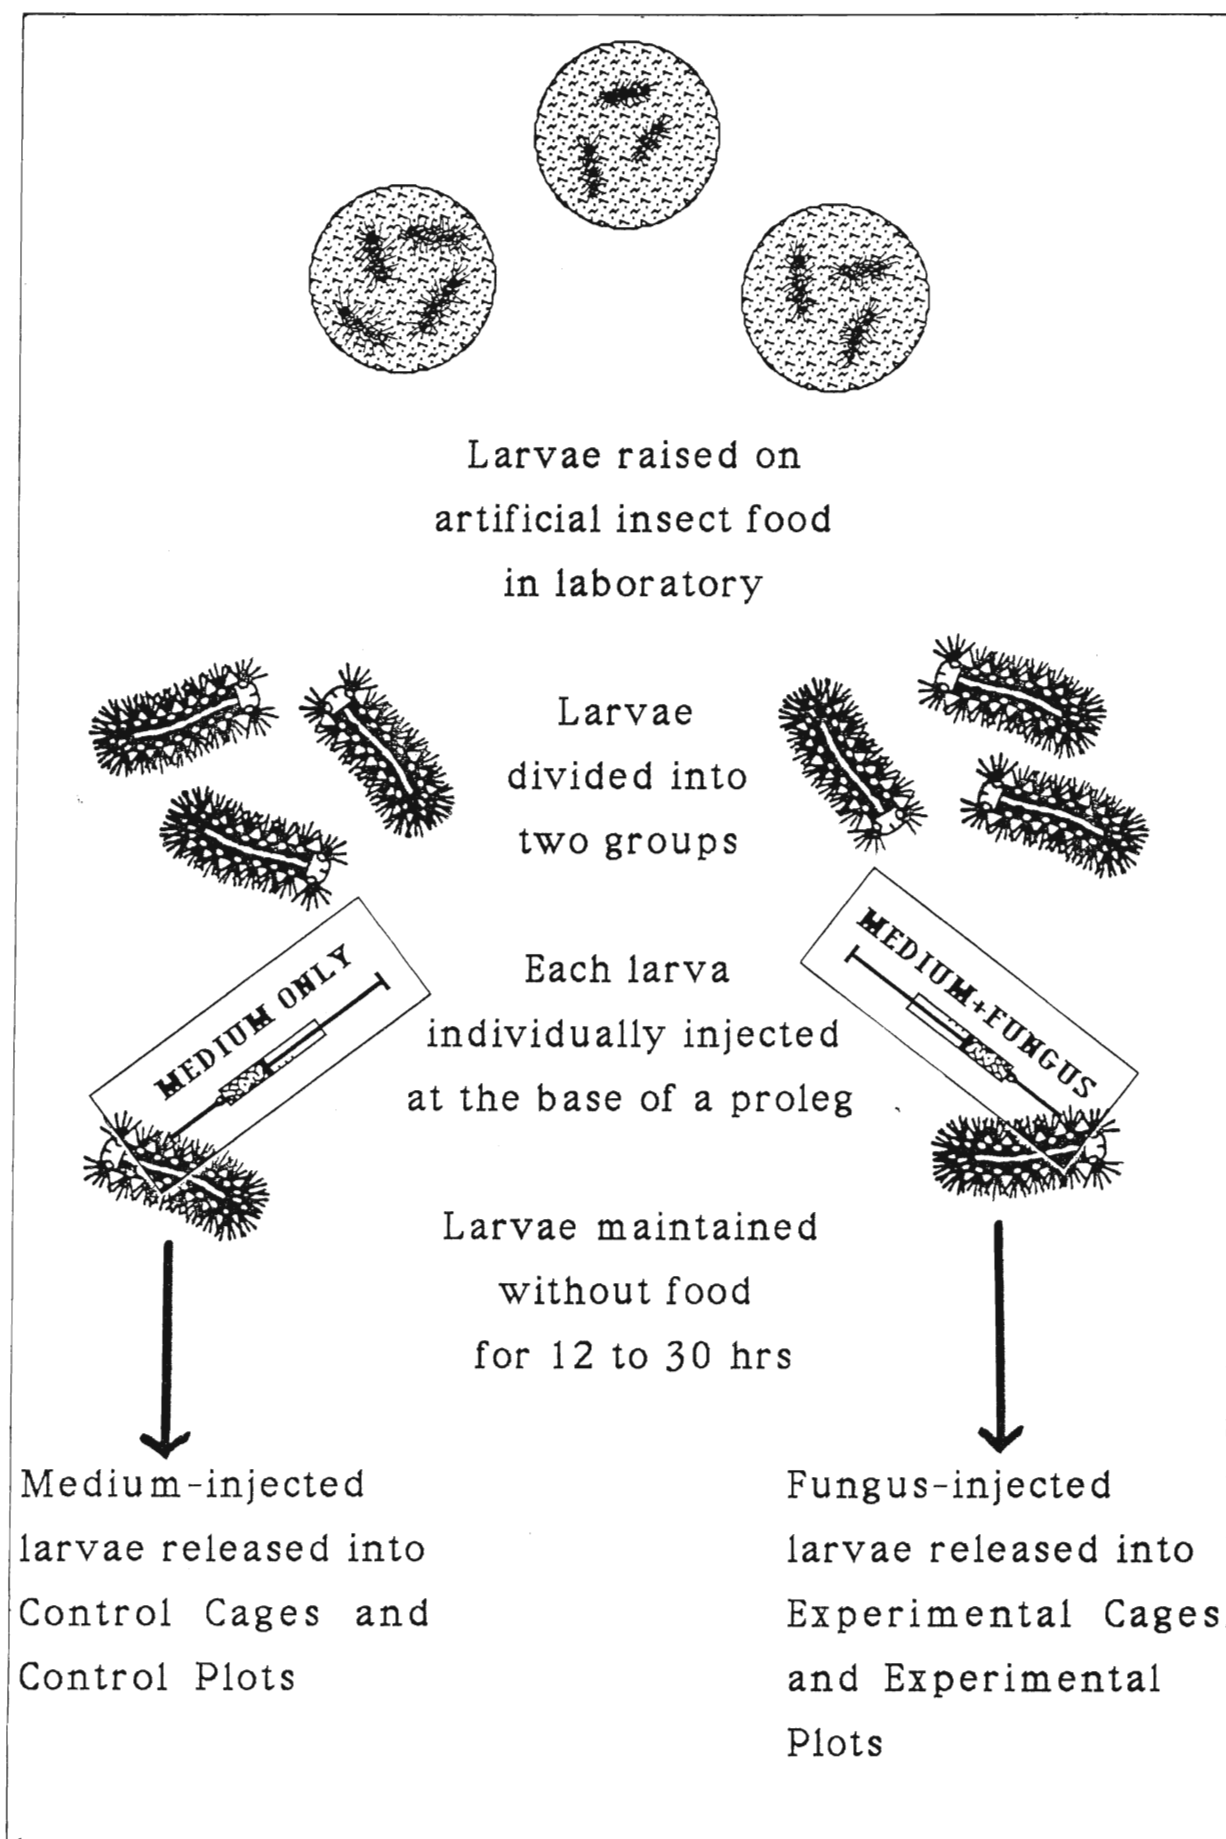 Larvae raised on
artificial insect food
in laboratory
Larvae
divided into
two groups
MEDIUM ONLY
Each larva
individually injected
at the base of a proleg
MEDIUM+FUNGUS
Larvae maintained
without food
for 12 to 30 hrs
Medium-injected
larvae released into
Control Cages and
Control Plots
Fungus-injected
larvae released into
Experimental Cages
and Experimental
Plots